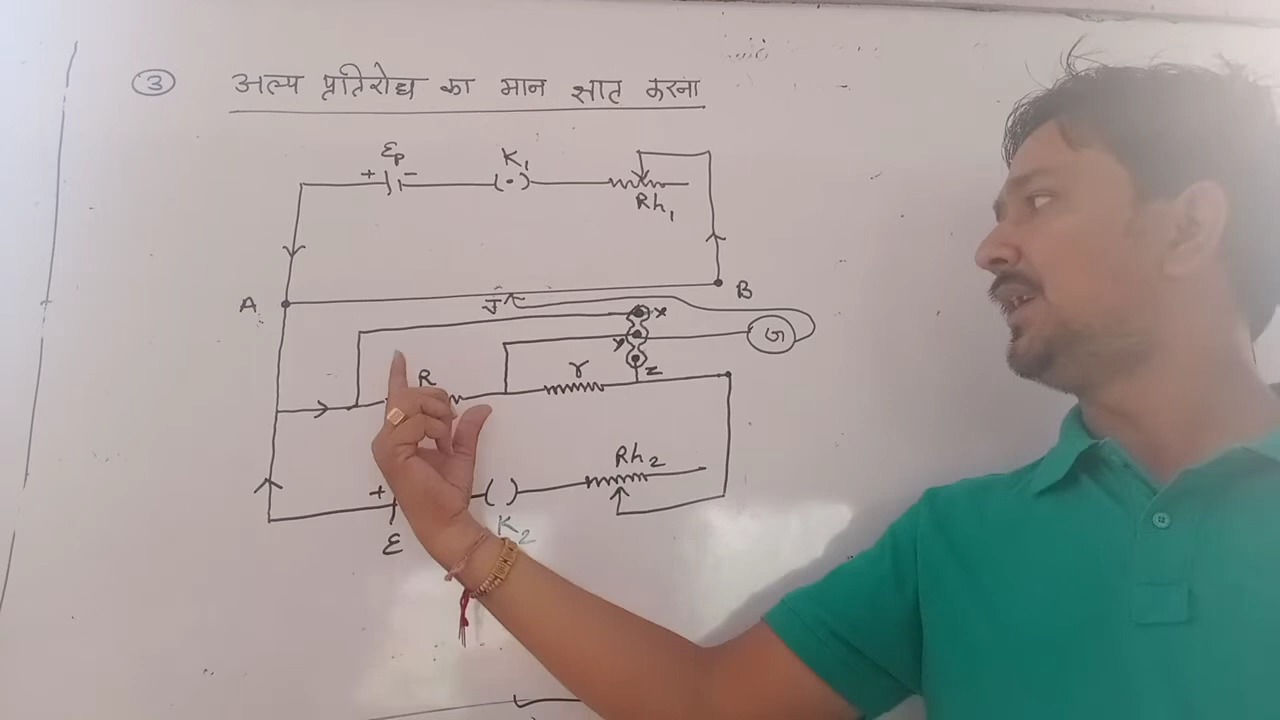 ③ अल्प प्रतिरोध का मान ज्ञात करना
+ Ep - K₁
Rh₁
A B
J
X
Y
Z
G
R r
Rh₂
+
E K₂